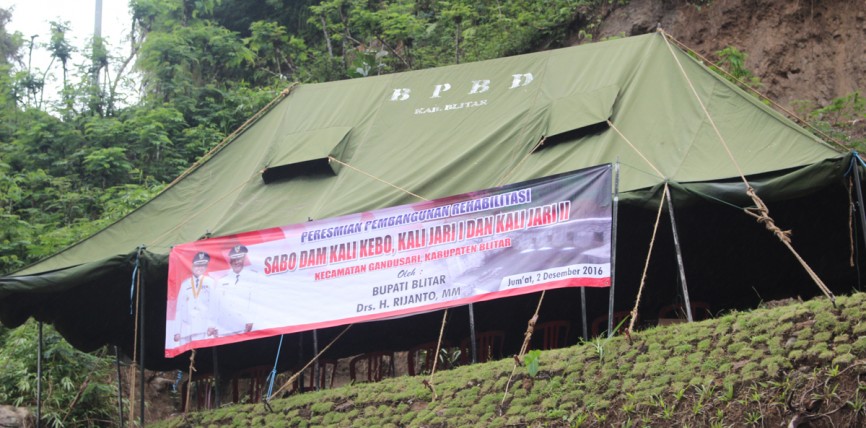 BPBD
KAB. BLITAR
PERESMIAN PEMBANGUNAN REHABILITASI
SABO DAM KALI KEBO, KALI JARI I DAN KALI JARI II
KECAMATAN GANDUSARI, KABUPATEN BLITAR
Oleh :
BUPATI BLITAR
Drs. H. RIJANTO, MM
Jum'at, 2 Desember 2016